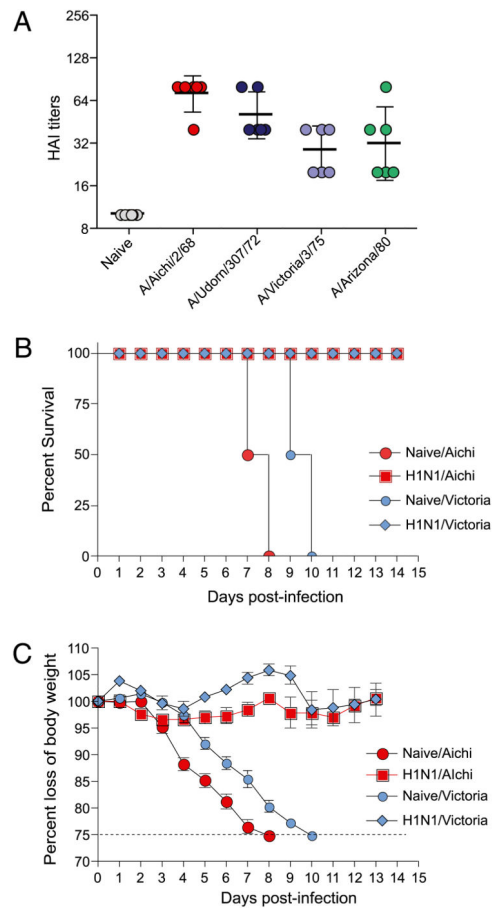 A
256
128
64
32
16
8
HAI titers
Naive
A/Aichi/2/68
A/Udorn/307/72
A/Victoria/3/75
A/Arizona/80
B
100
75
50
25
0
Percent Survival
0 1 2 3 4 5 6 7 8 9 10 11 12 13 14 15
Days post-infection
Naive/Aichi
H1N1/Aichi
Naive/Victoria
H1N1/Victoria
C
110
105
100
95
90
85
80
75
70
Percent loss of body weight
0 1 2 3 4 5 6 7 8 9 10 11 12 13 14 15
Days post-infection
Naive/Aichi
H1N1/AIchi
Naive/Victoria
H1N1/Victoria